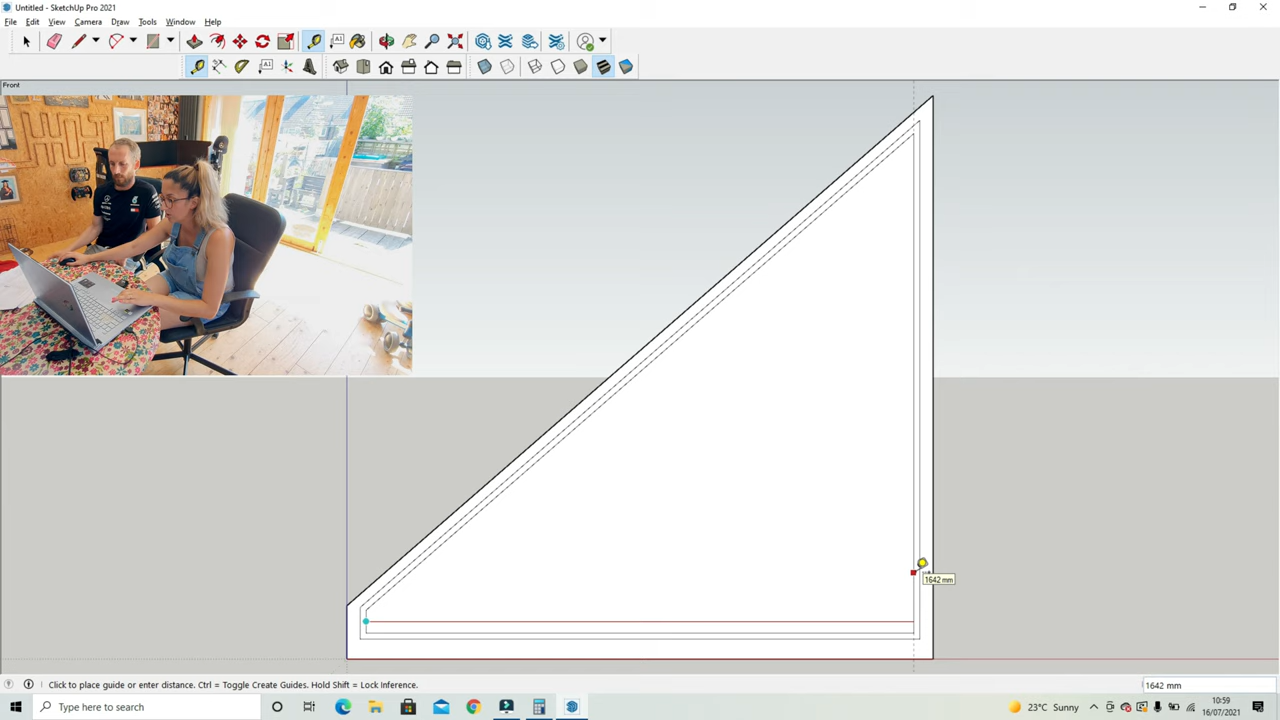 Untitled - SketchUp Pro 2021
File Edit View Camera Draw Tools Window Help
A1
A1
Front
1642 mm
Click to place guide or enter distance. Ctrl = Toggle Create Guides. Hold Shift = Lock Inference.
1642 mm
Type here to search
23°C Sunny
10:59
16/07/2021